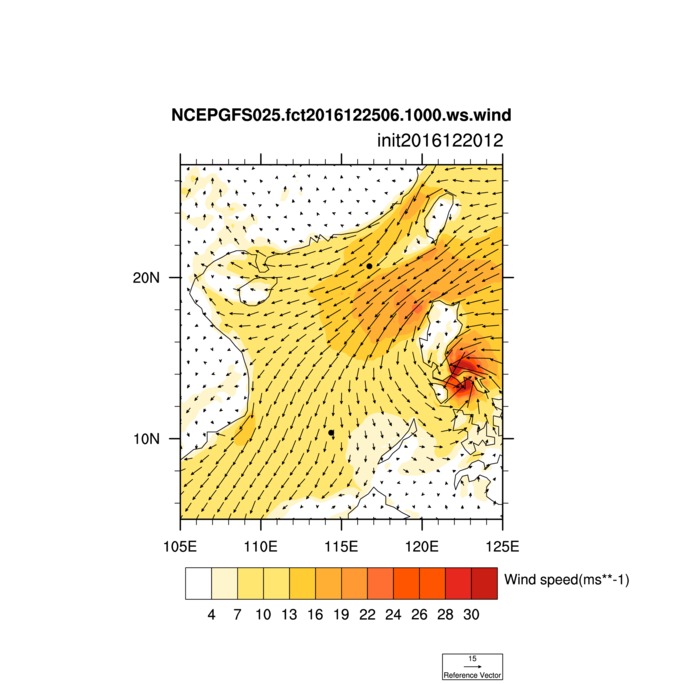 NCEPGFS025.fct2016122506.1000.ws.wind
init2016122012
20N
10N
105E 110E 115E 120E 125E
Wind speed(ms**-1)
4 7 10 13 16 19 22 24 26 28 30
15
Reference Vector